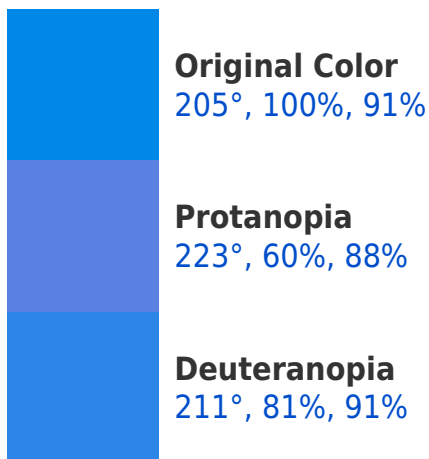 Original Color
205°, 100%, 91%
Protanopia
223°, 60%, 88%
Deuteranopia
211°, 81%, 91%